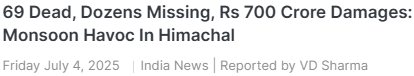 69 Dead, Dozens Missing, Rs 700 Crore Damages:
Monsoon Havoc In Himachal
Friday July 4, 2025 | India News | Reported by VD Sharma